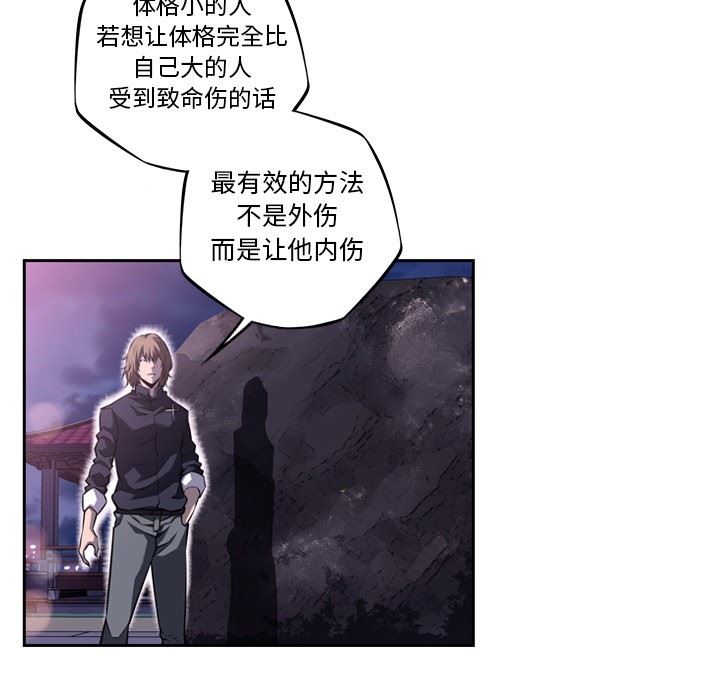 体格小的人
若想让体格完全比
自己大的人
受到致命伤的话
最有效的方法
不是外伤
而是让他内伤